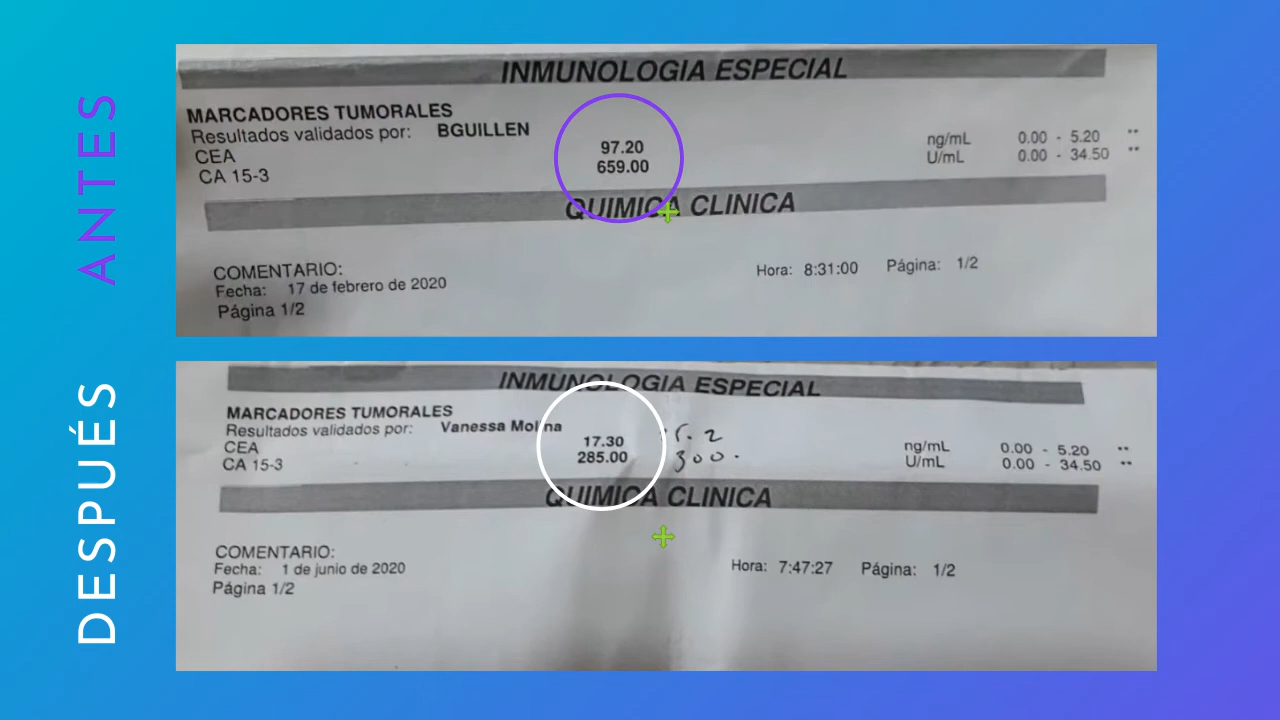 ANTES
INMUNOLOGIA ESPECIAL
MARCADORES TUMORALES
Resultados validados por: BGUILLEN
CEA 97.20 ng/mL 0.00 - 5.20 **
CA 15-3 659.00 U/mL 0.00 - 34.50 **
QUIMICA CLINICA
COMENTARIO:
Fecha: 17 de febrero de 2020 Hora: 8:31:00 Página: 1/2
Página 1/2
DESPUÉS
INMUNOLOGIA ESPECIAL
MARCADORES TUMORALES
Resultados validados por: Vanessa Molina
CEA 17.30 ng/mL 0.00 - 5.20 **
CA 15-3 285.00 300. U/mL 0.00 - 34.50 **
QUIMICA CLINICA
COMENTARIO:
Fecha: 1 de junio de 2020 Hora: 7:47:27 Página: 1/2
Página 1/2